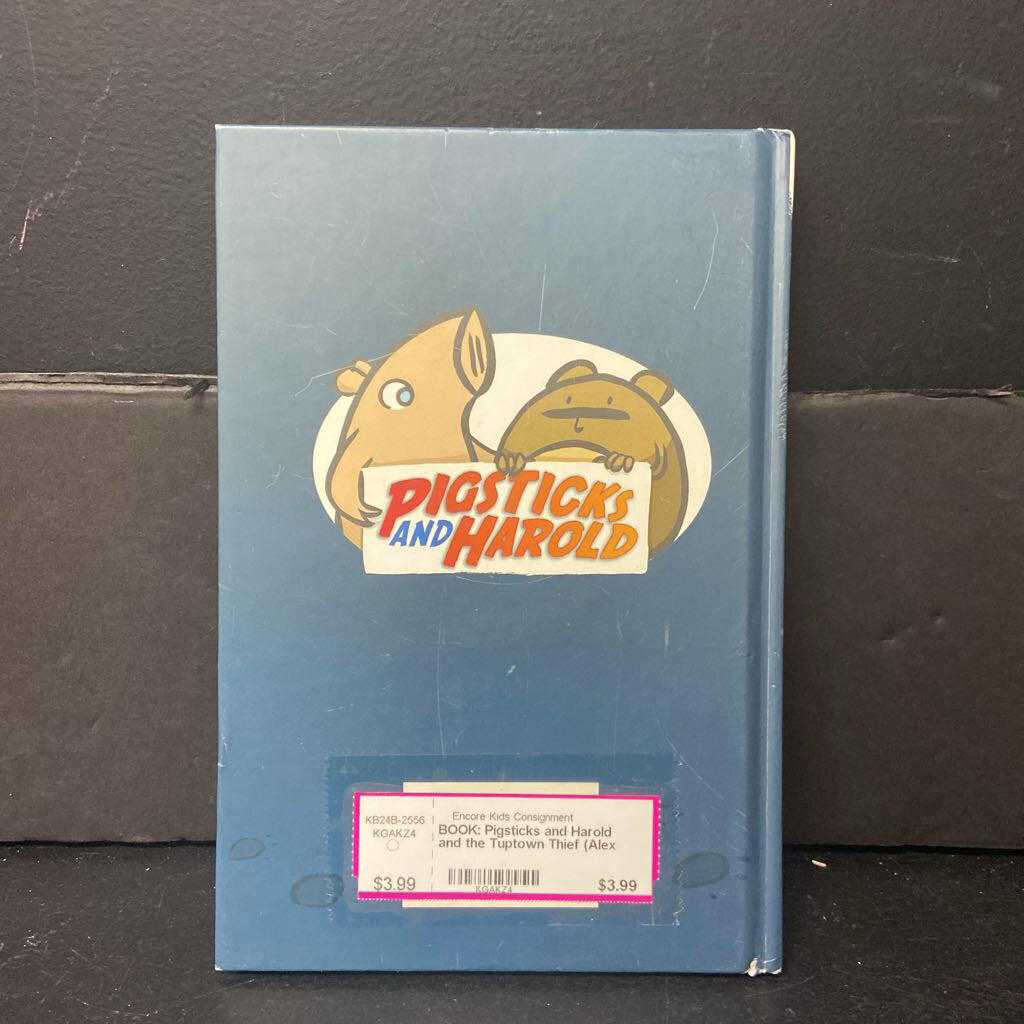 PIGSTICKS
AND HAROLD
KB24B-2556
KGAKZ4
$3.99
Encore Kids Consignment
BOOK: Pigsticks and Harold
and the Tuptown Thief (Alex
KGAKZ4
$3.99